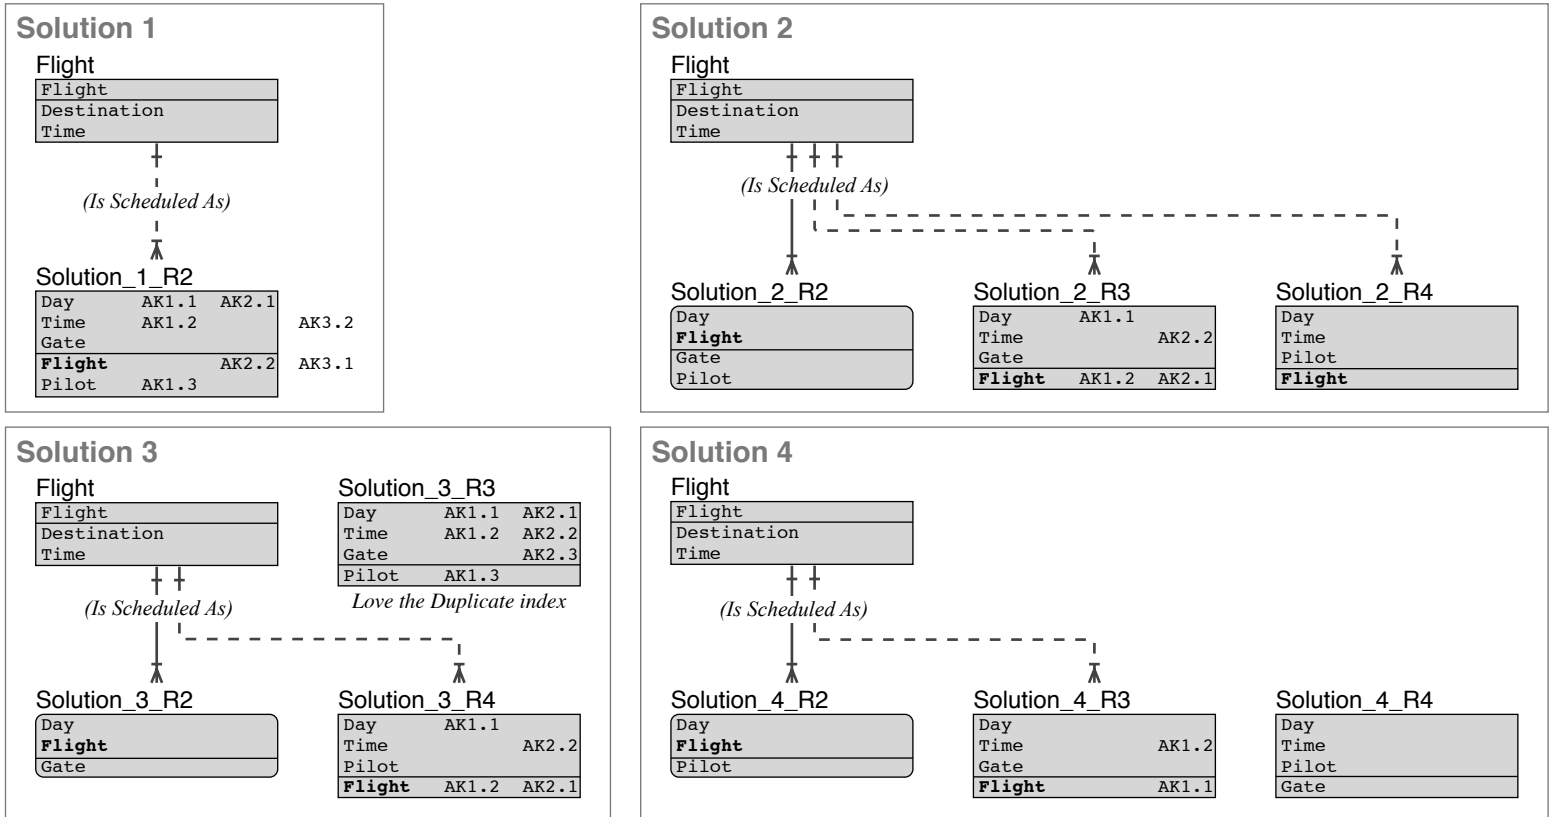 Solution 1
Flight
Flight
Destination
Time
(Is Scheduled As)
Solution_1_R2
Day AK1.1 AK2.1
Time AK1.2 AK3.2
Gate
Flight AK2.2 AK3.1
Pilot AK1.3
Solution 2
Flight
Flight
Destination
Time
(Is Scheduled As)
Solution_2_R2
Day
Flight
Gate
Pilot
Solution_2_R3
Day AK1.1
Time AK2.2
Gate
Flight AK1.2 AK2.1
Solution_2_R4
Day
Time
Pilot
Flight
Solution 3
Flight
Flight
Destination
Time
(Is Scheduled As)
Solution_3_R3
Day AK1.1 AK2.1
Time AK1.2 AK2.2
Gate AK2.3
Pilot AK1.3
Love the Duplicate index
Solution_3_R2
Day
Flight
Gate
Solution_3_R4
Day AK1.1
Time AK2.2
Pilot
Flight AK1.2 AK2.1
Solution 4
Flight
Flight
Destination
Time
(Is Scheduled As)
Solution_4_R2
Day
Flight
Pilot
Solution_4_R3
Day
Time AK1.2
Gate
Flight AK1.1
Solution_4_R4
Day
Time
Pilot
Gate